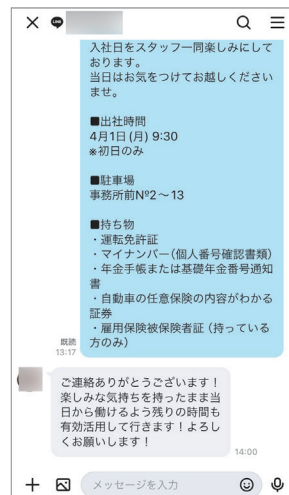 LINE
入社日をスタッフ一同楽しみにして
おります。
当日はお気をつけてお越しください
ませ。
■出社時間
4月1日(月) 9:30
※初日のみ
■駐車場
事務所前№2～13
■持ち物
・運転免許証
・マイナンバー(個人番号確認書類)
・年金手帳または基礎年金番号通知
書
・自動車の任意保険の内容がわかる
証券
・雇用保険被保険者証 (持っている
方のみ)
既読
13:17
ご連絡ありがとうございます！
楽しみな気持ちを持ったまま当
日から働けるよう残りの時間も
有効活用して行きます！よろし
くお願いします！
14:00
メッセージを入力